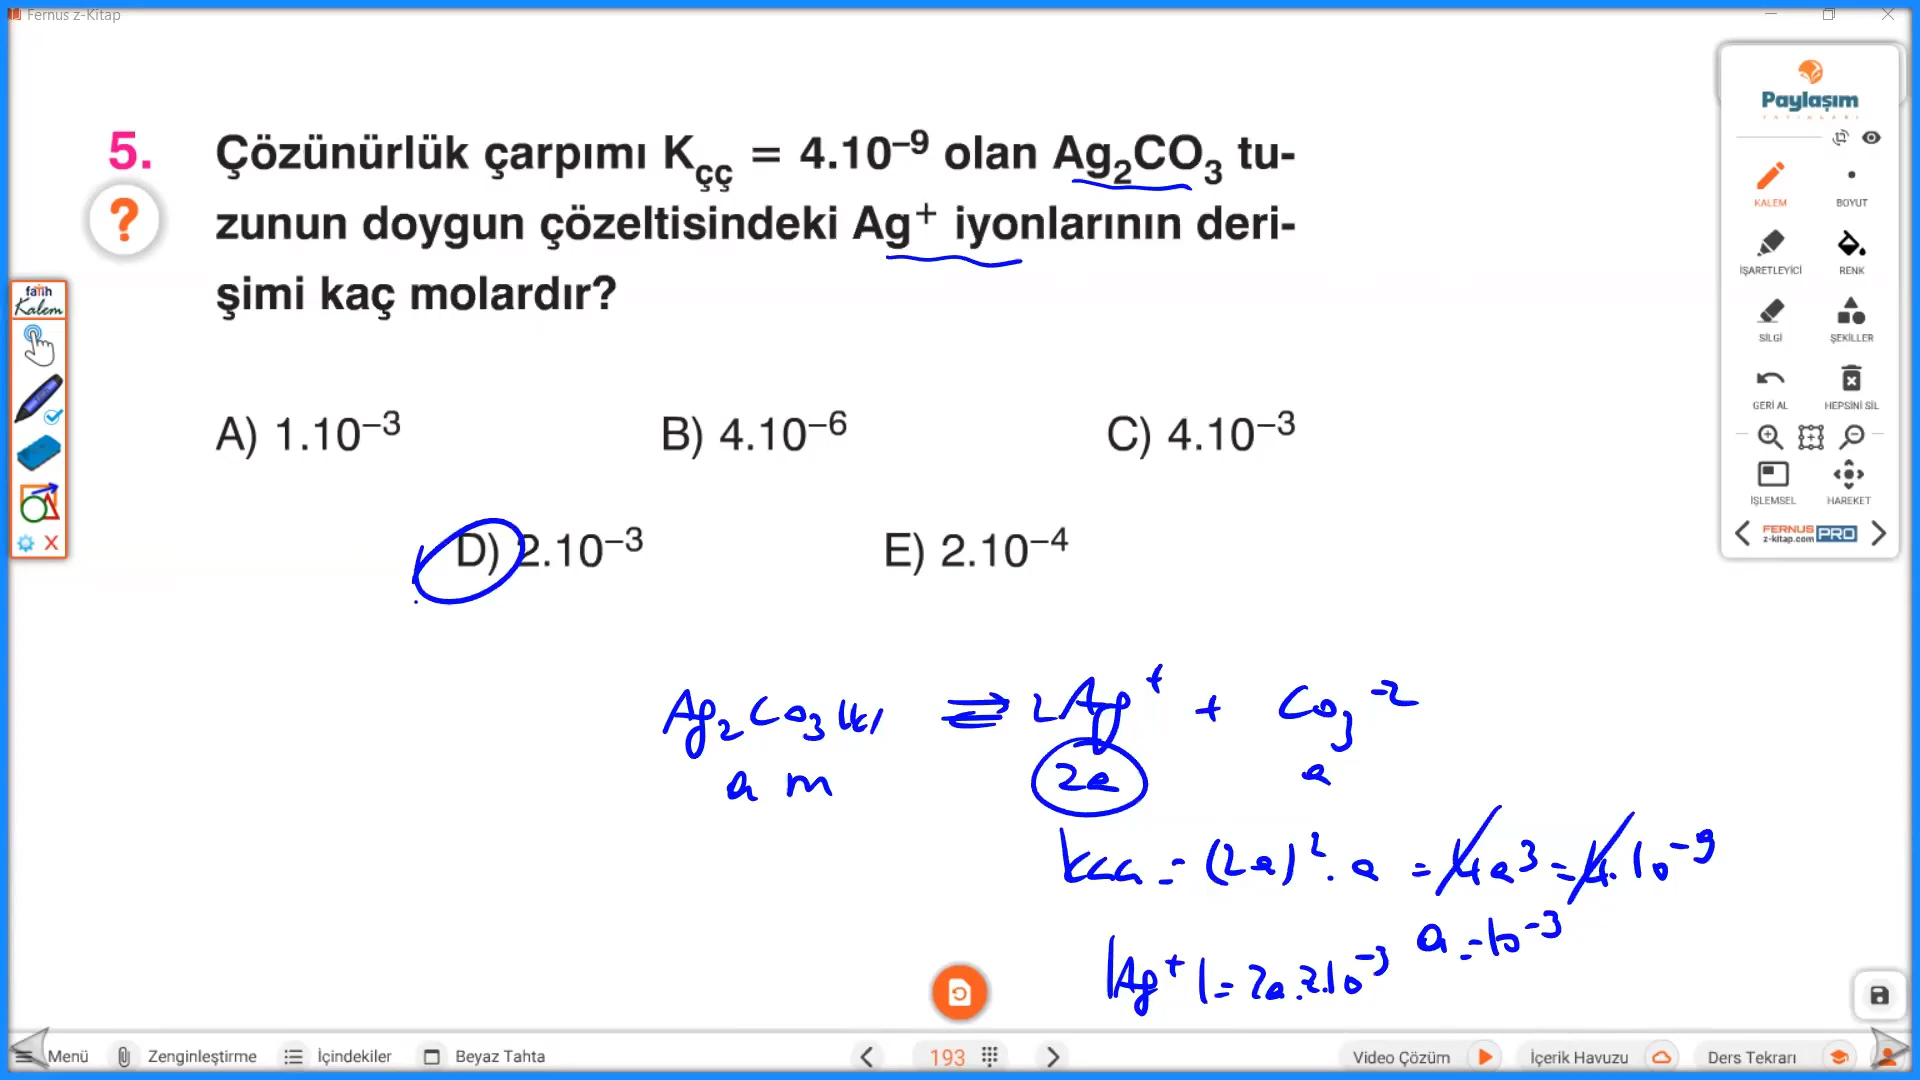 Fernus z-Kitap
5. Çözünürlük çarpımı Kçç = 4.10⁻⁹ olan Ag₂CO₃ tu-
zunun doygun çözeltisindeki Ag⁺ iyonlarının deri-
şimi kaç molardır?
?
A) 1.10⁻³ B) 4.10⁻⁶ C) 4.10⁻³
D) 2.10⁻³ E) 2.10⁻⁴
Ag₂CO₃(k) ⇌ 2Ag⁺ + CO₃⁻²
a m 2a a
Kçç = (2a)².a = 4a³ = 4.10⁻⁹
a = 10⁻³
|Ag⁺| = 2a = 2.10⁻³
fatih
Kalem
Paylaşım
YAYINLARI
KALEM BOYUT
İŞARETLEYİCİ RENK
SİLGİ ŞEKİLLER
GERİ AL HEPSİNİ SİL
İŞLEMSEL HAREKET
FERNUS
z-kitap.com PRO
Menü Zenginleştirme İçindekiler Beyaz Tahta 193 Video Çözüm İçerik Havuzu Ders Tekrarı